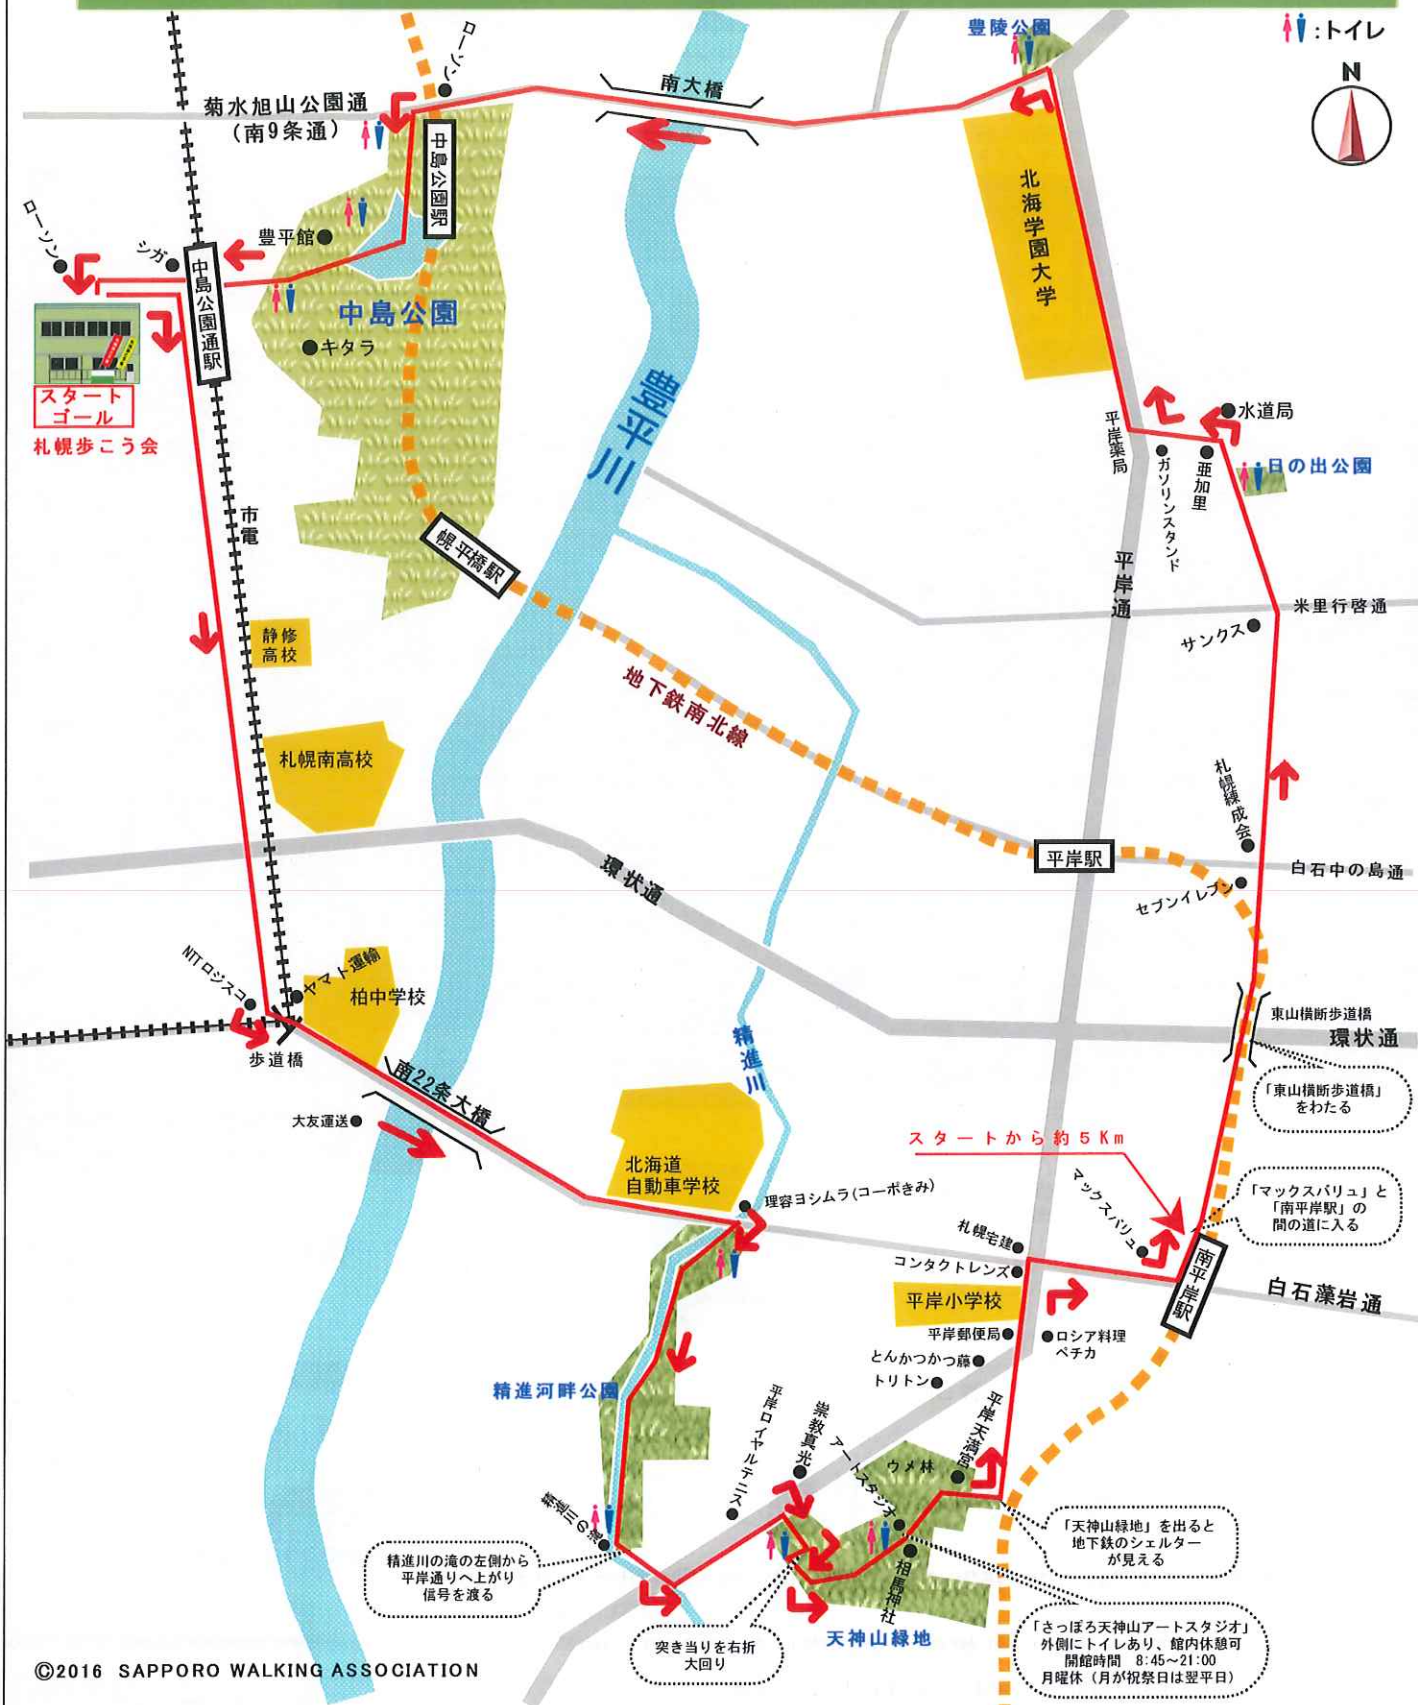 豊陵公園
:トイレ
N
ローソン
南大橋
菊水旭山公園通
(南9条通)
中島公園駅
北海学園大学
ローソン
シガ
豊平館
中島公園通駅
中島公園
キタラ
スタート
ゴール
札幌歩こう会
豊平川
水道局
平岸薬局
ガソリンスタンド
亜加里
日の出公園
市電
幌平橋駅
平岸通
米里行啓通
サンクス
静修
高校
地下鉄南北線
札幌南高校
札幌練成会
環状通
平岸駅
白石中の島通
セブンイレブン
NTTロジスコ
ヤマト運輸
柏中学校
東山横断歩道橋
環状通
歩道橋
精進川
南22条大橋
「東山横断歩道橋」
をわたる
大友運送
スタートから約5Km
北海道
自動車学校
理容ヨシムラ(コーポきみ)
マックスバリュ
「マックスバリュ」と
「南平岸駅」の
間の道に入る
札幌宅建
コンタクトレンズ
南平岸駅
白石藻岩通
平岸小学校
平岸郵便局
ロシア料理
ペチカ
とんかつかつ藤
トリトン
精進河畔公園
平岸ロイヤルテニス
崇教真光
アートスタジオ
平岸天満宮
ウメ林
精進川の滝
精進川の滝の左側から
平岸通りへ上がり
信号を渡る
相馬神社
「天神山緑地」を出ると
地下鉄のシェルター
が見える
突き当りを右折
大回り
天神山緑地
「さっぽろ天神山アートスタジオ」
外側にトイレあり、館内休憩可
開館時間 8:45~21:00
月曜休(月が祝祭日は翌平日)
©2016 SAPPORO WALKING ASSOCIATION